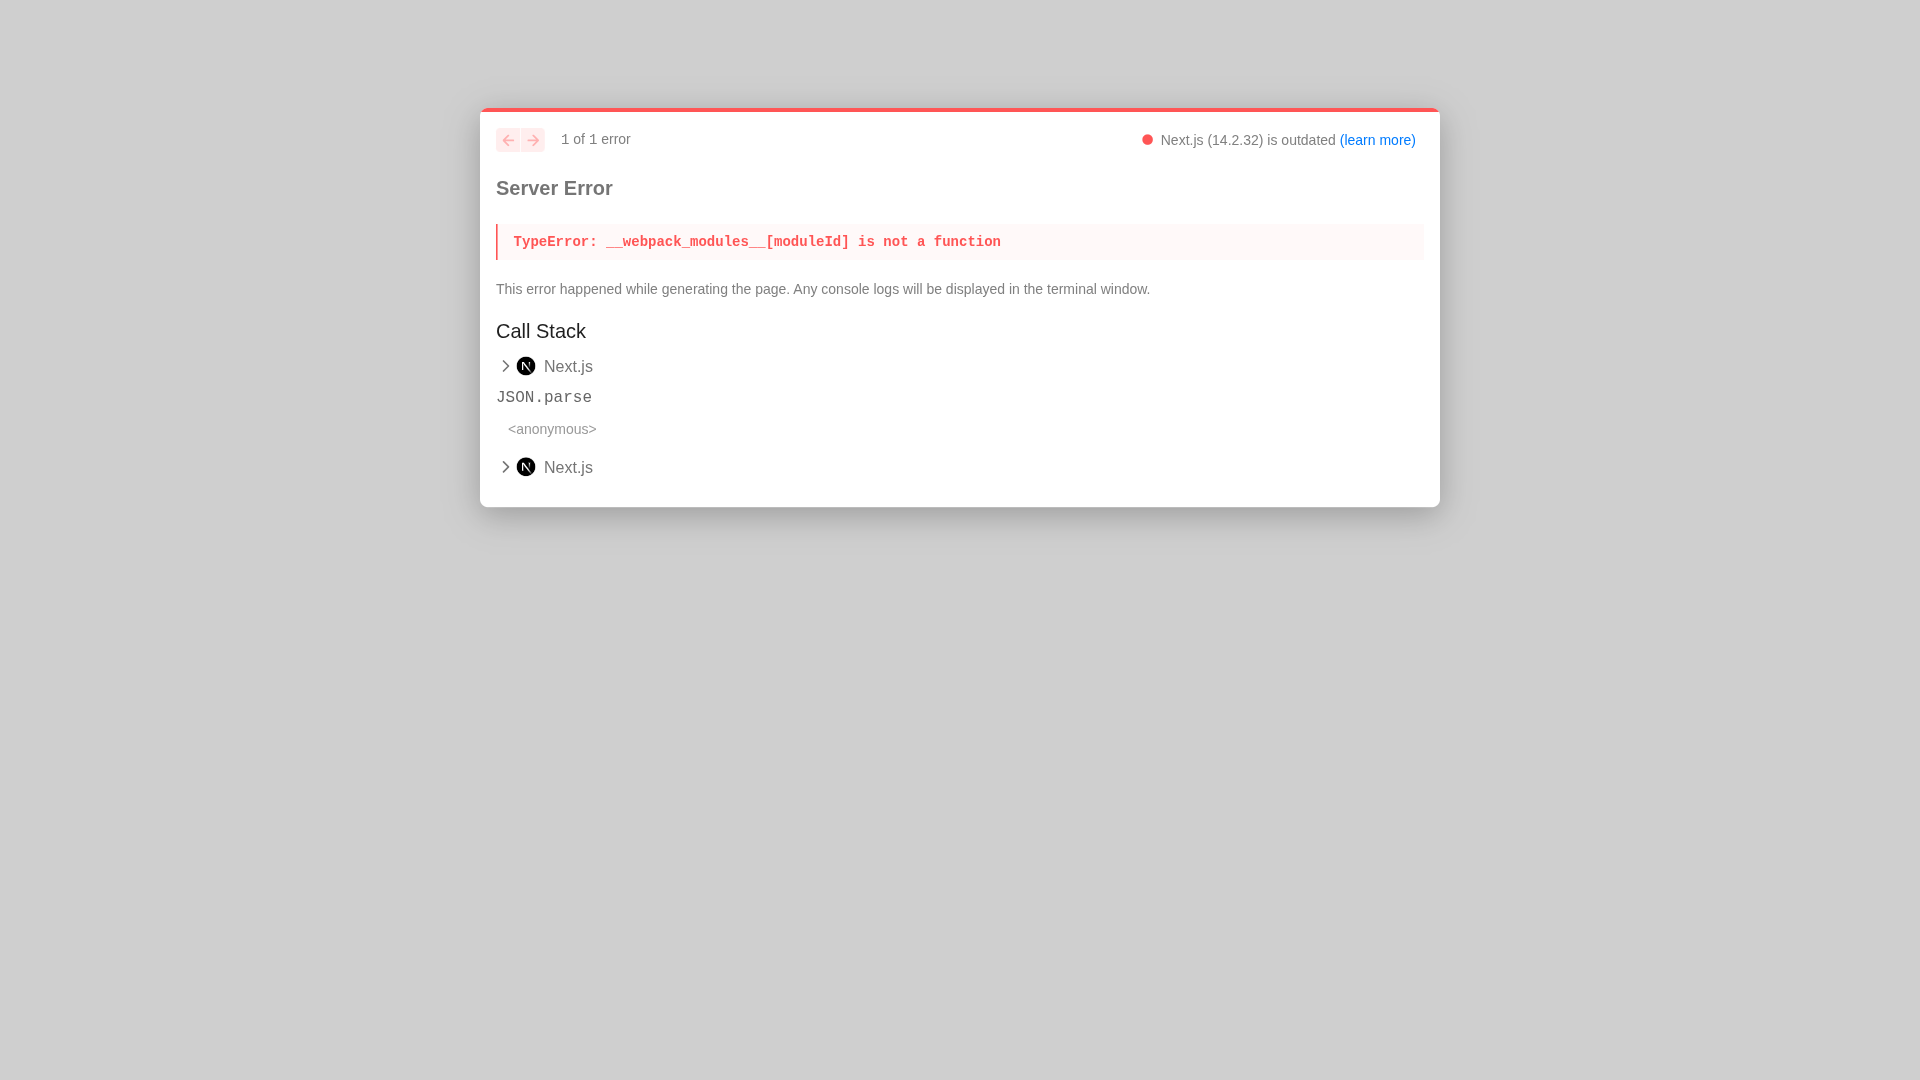 1 of 1 error
Next.js (14.2.32) is outdated (learn more)
Server Error
TypeError: __webpack_modules__[moduleId] is not a function
This error happened while generating the page. Any console logs will be displayed in the terminal window.
Call Stack
Next.js
JSON.parse
<anonymous>
Next.js